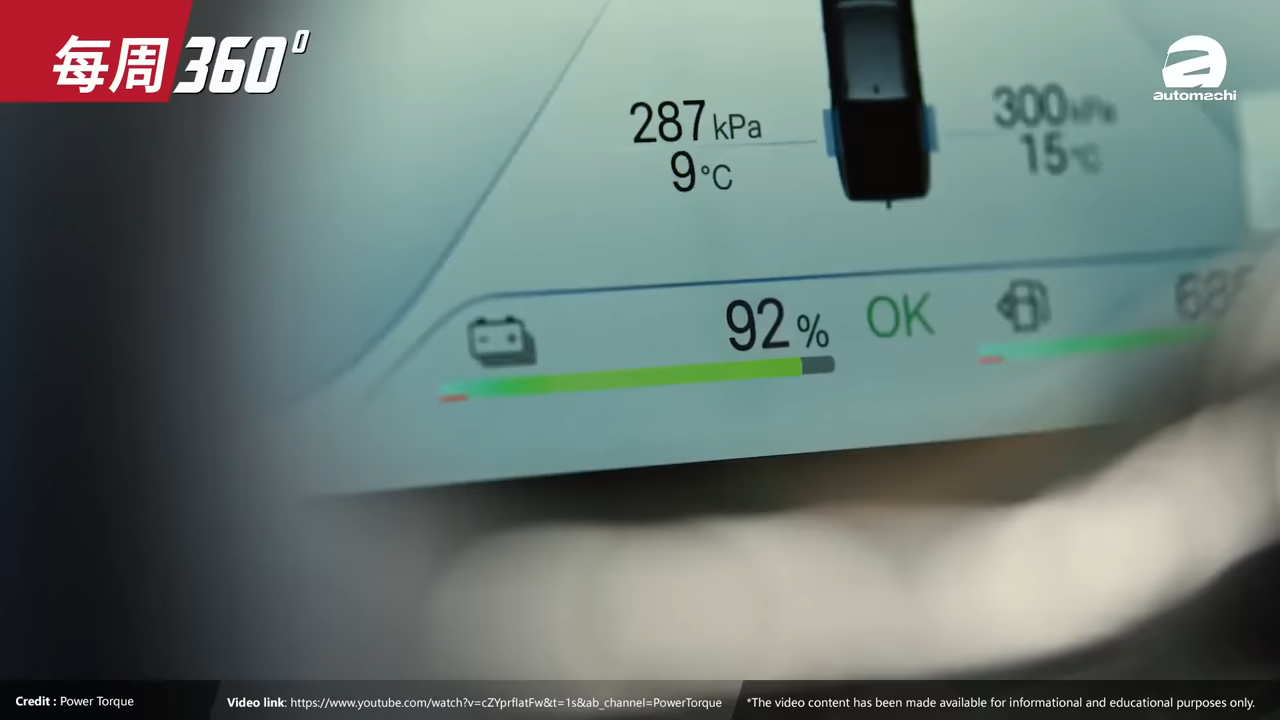 每周360°
automachi
287 kPa
300 kPa
9°C
15°C
92 %
OK
Credit : Power Torque
Video link: https://www.youtube.com/watch?v=cZYprflatFw&t=1s&ab_channel=PowerTorque
*The video content has been made available for informational and educational purposes only.